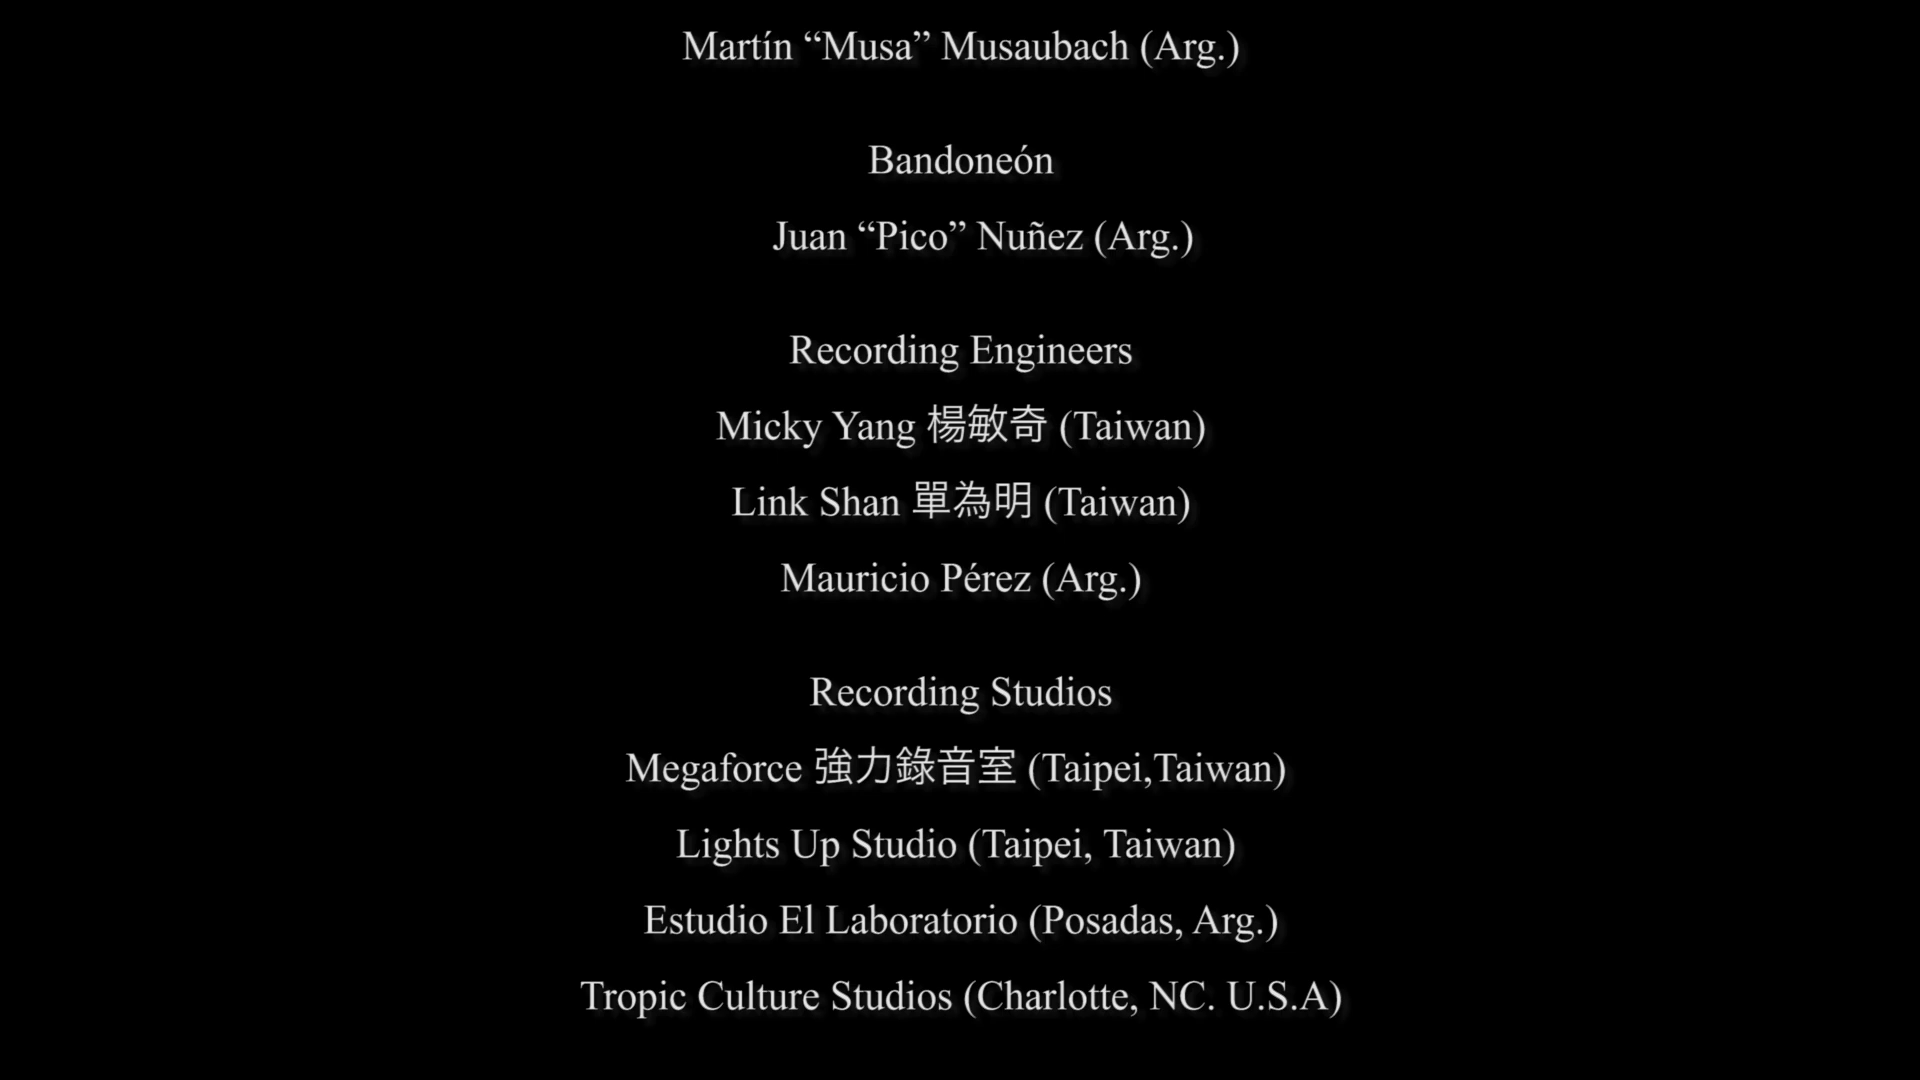 Martín “Musa” Musaubach (Arg.)
Bandoneón
Juan “Pico” Nuñez (Arg.)
Recording Engineers
Micky Yang 楊敏奇 (Taiwan)
Link Shan 單為明 (Taiwan)
Mauricio Pérez (Arg.)
Recording Studios
Megaforce 強力錄音室 (Taipei,Taiwan)
Lights Up Studio (Taipei, Taiwan)
Estudio El Laboratorio (Posadas, Arg.)
Tropic Culture Studios (Charlotte, NC. U.S.A)